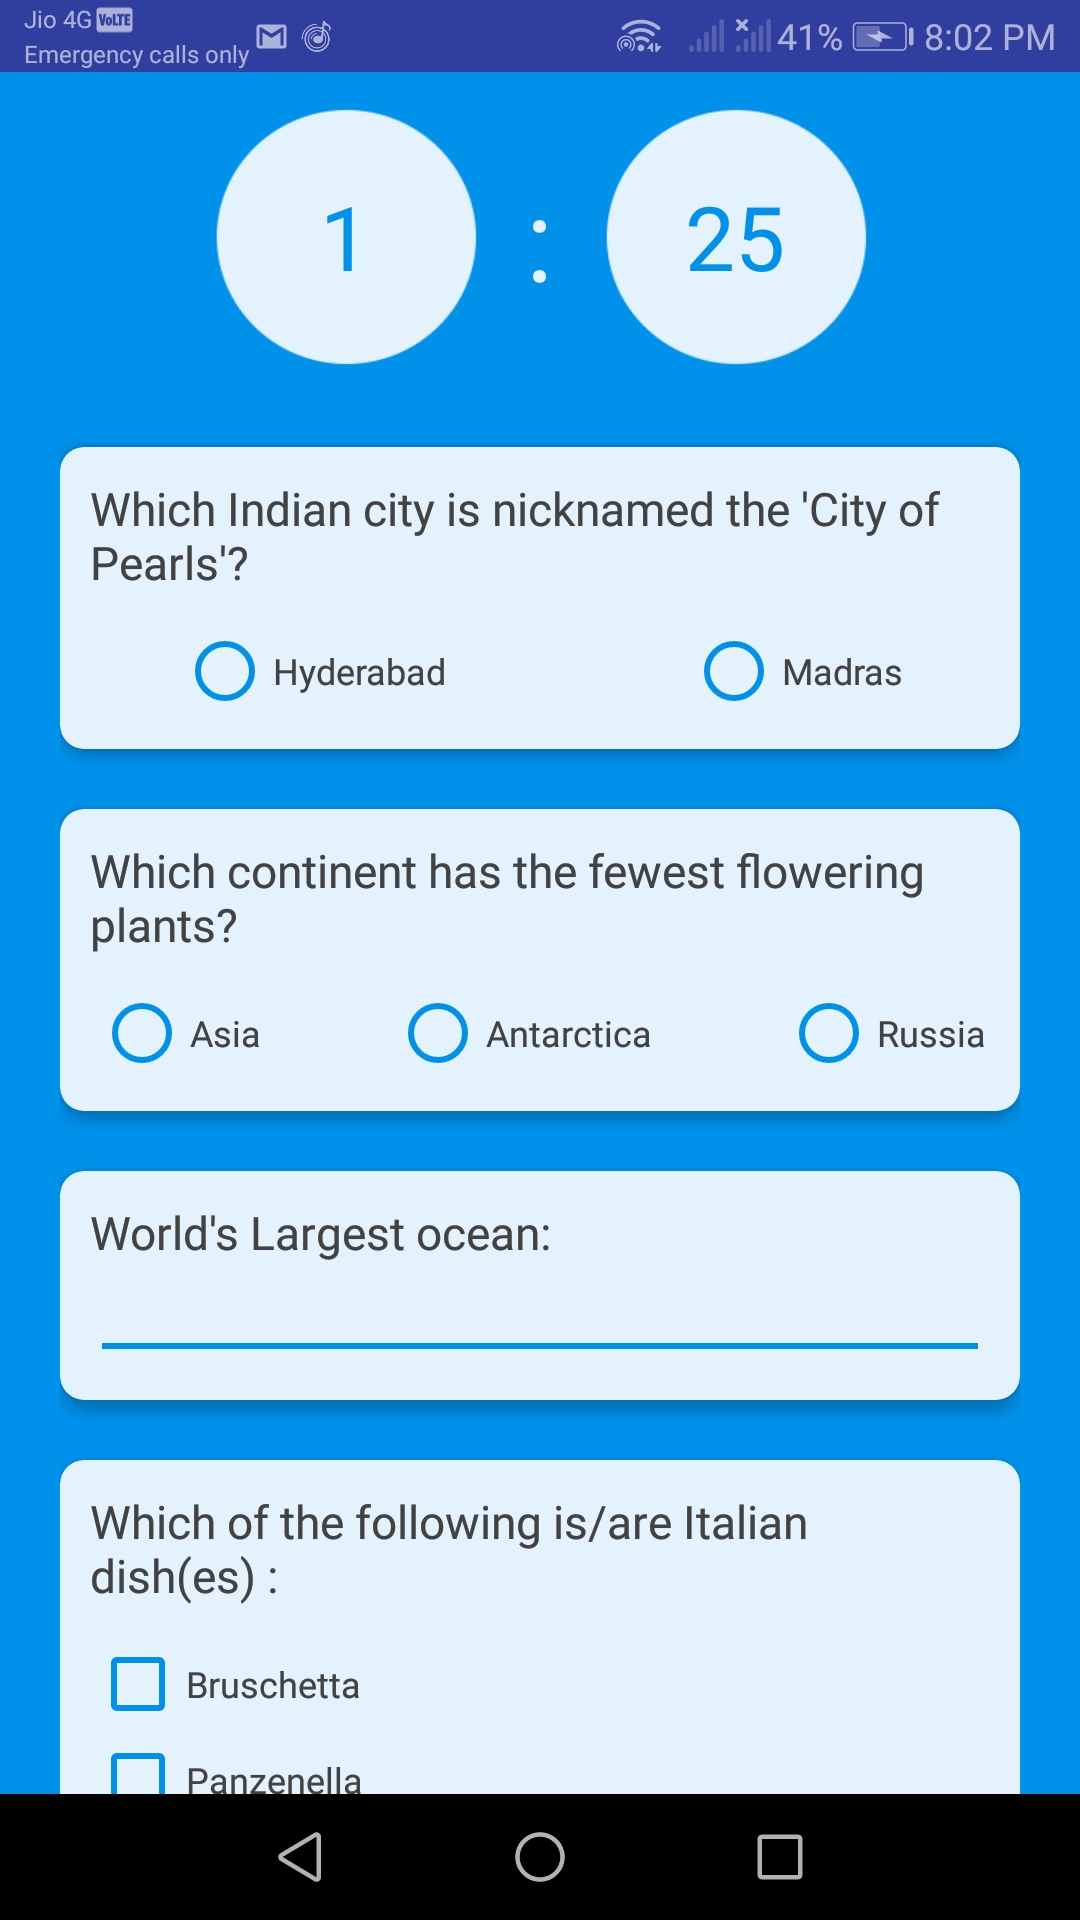 Jio 4G VoLTE
Emergency calls only
41% 8:02 PM
1 : 25
Which Indian city is nicknamed the 'City of
Pearls'?
Hyderabad Madras
Which continent has the fewest flowering
plants?
Asia Antarctica Russia
World's Largest ocean:
Which of the following is/are Italian
dish(es) :
Bruschetta
Panzenella